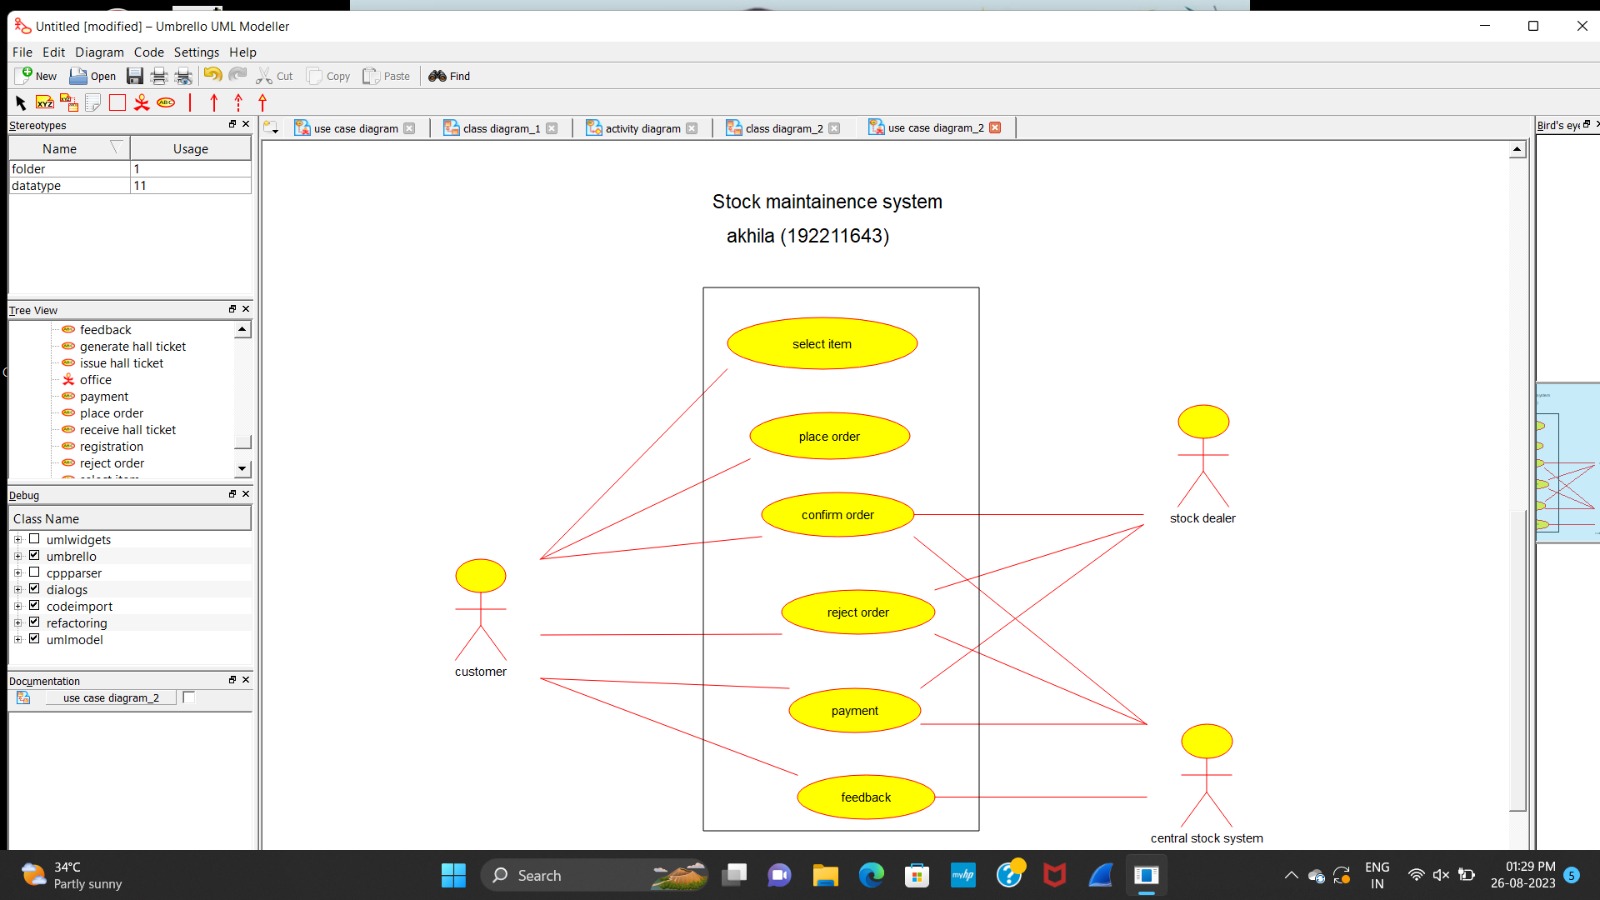 Untitled [modified] – Umbrello UML Modeller
File Edit Diagram Code Settings Help
New Open Cut Copy Paste Find
XYZ ABC
Stereotypes
Name Usage
folder 1
datatype 11
use case diagram class diagram_1 activity diagram class diagram_2 use case diagram_2
Bird's eye
Tree View
feedback
generate hall ticket
issue hall ticket
office
payment
place order
receive hall ticket
registration
reject order
Debug
Class Name
umlwidgets
umbrello
cppparser
dialogs
codeimport
refactoring
umlmodel
Documentation
use case diagram_2
Stock maintainence system
akhila (192211643)
select item
place order
confirm order
reject order
payment
feedback
customer
stock dealer
central stock system
34°C
Partly sunny
Search
myhp
ENG
IN
01:29 PM
26-08-2023
5